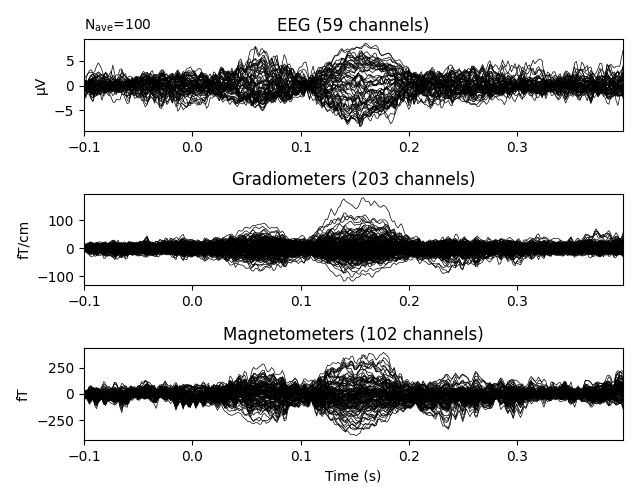 N_ave=100
EEG (59 channels)
5
0
−5
µV
−0.1 0.0 0.1 0.2 0.3
Gradiometers (203 channels)
100
0
−100
fT/cm
−0.1 0.0 0.1 0.2 0.3
Magnetometers (102 channels)
250
0
−250
fT
−0.1 0.0 0.1 0.2 0.3
Time (s)